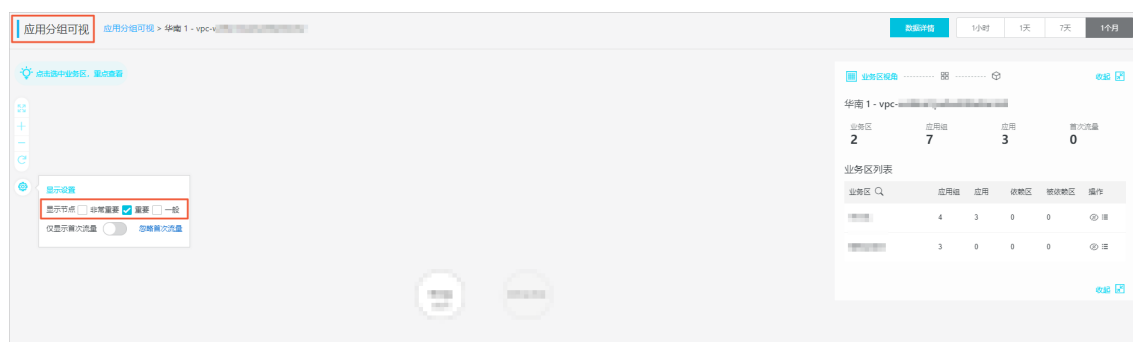 应用分组可视 应用分组可视 > 华南 1 - vpc-v
数据详情 1小时 1天 7天 1个月
点击选中业务区，重点查看
显示设置
显示节点 非常重要 重要 一般
仅显示首次流量 忽略首次流量
业务区视角 收起
华南 1 - vpc-
业务区 应用组 应用 首次流量
2 7 3 0
业务区列表
业务区 应用组 应用 依赖区 被依赖区 操作
4 3 0 0
3 0 0 0
收起